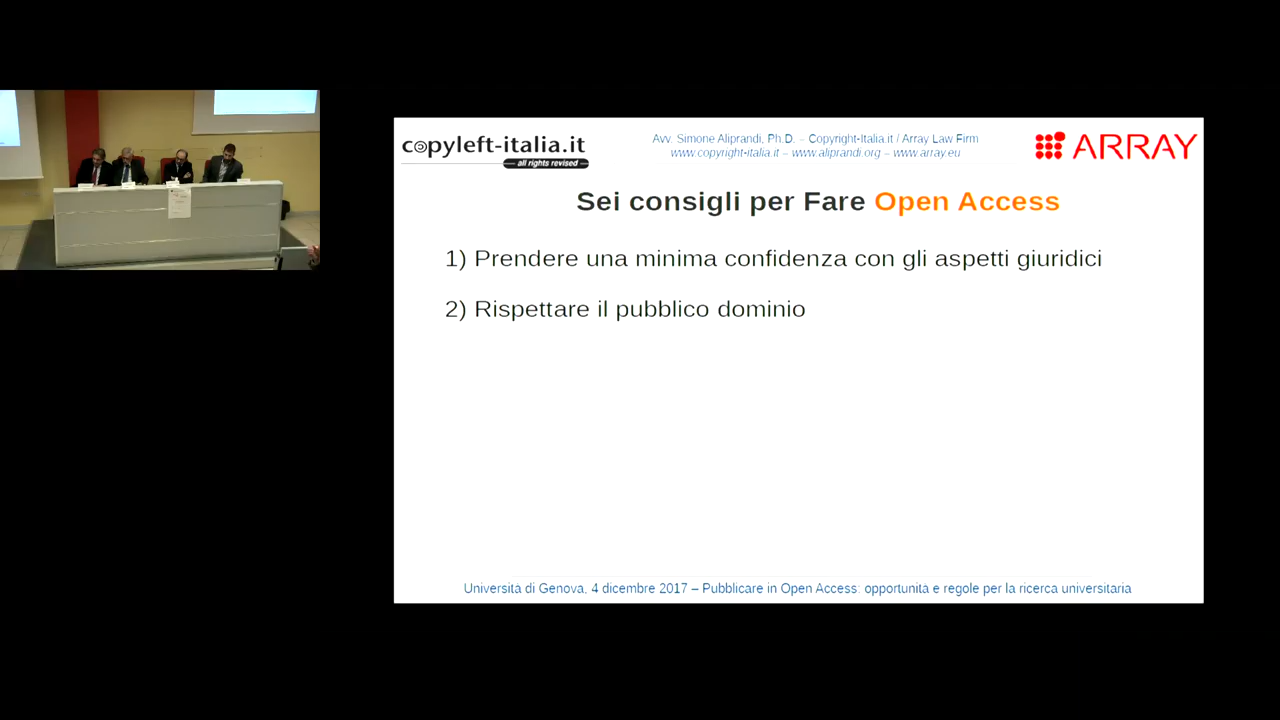 copyleft-italia.it
all rights revised
Avv. Simone Aliprandi, Ph.D. – Copyright-Italia.it / Array Law Firm
www.copyright-italia.it – www.aliprandi.org – www.array.eu
ARRAY
Sei consigli per Fare Open Access
1) Prendere una minima confidenza con gli aspetti giuridici
2) Rispettare il pubblico dominio
Università di Genova, 4 dicembre 2017 – Pubblicare in Open Access: opportunità e regole per la ricerca universitaria